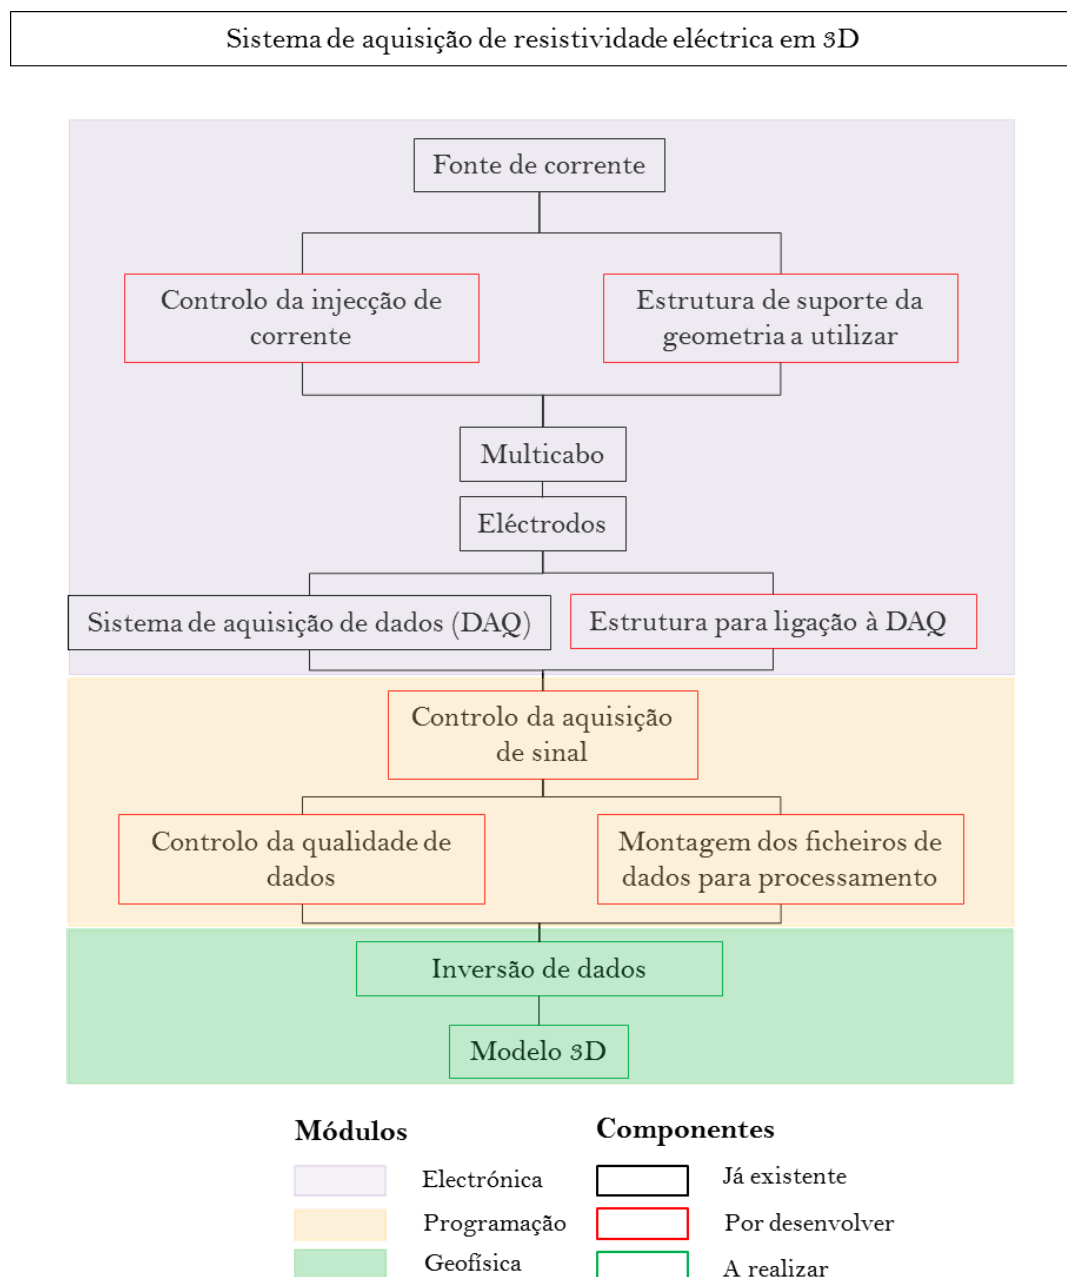 Sistema de aquisição de resistividade eléctrica em 3D
Fonte de corrente
Controlo da injecção de
corrente
Estrutura de suporte da
geometria a utilizar
Multicabo
Eléctrodos
Sistema de aquisição de dados (DAQ)
Estrutura para ligação à DAQ
Controlo da aquisição
de sinal
Controlo da qualidade de
dados
Montagem dos ficheiros de
dados para processamento
Inversão de dados
Modelo 3D
Módulos
Electrónica
Programação
Geofísica
Componentes
Já existente
Por desenvolver
A realizar